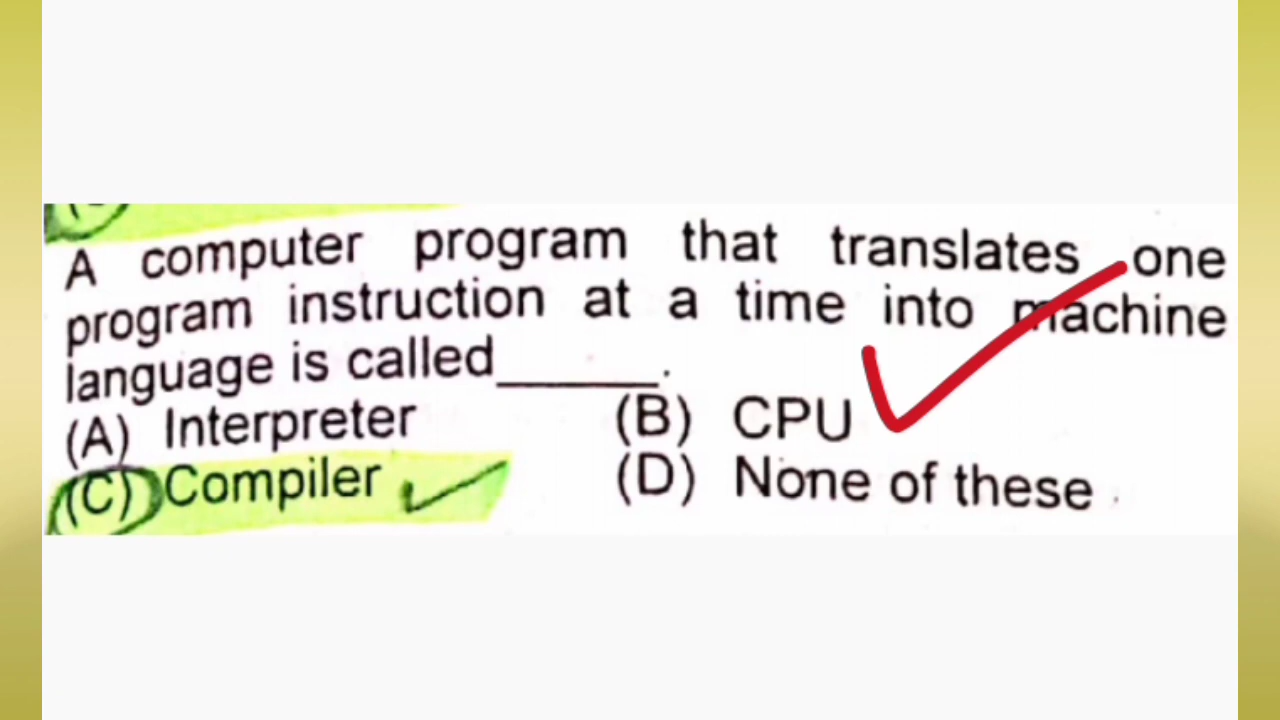 A computer program that translates one
program instruction at a time into machine
language is called______.
(A) Interpreter (B) CPU
(C) Compiler (D) None of these